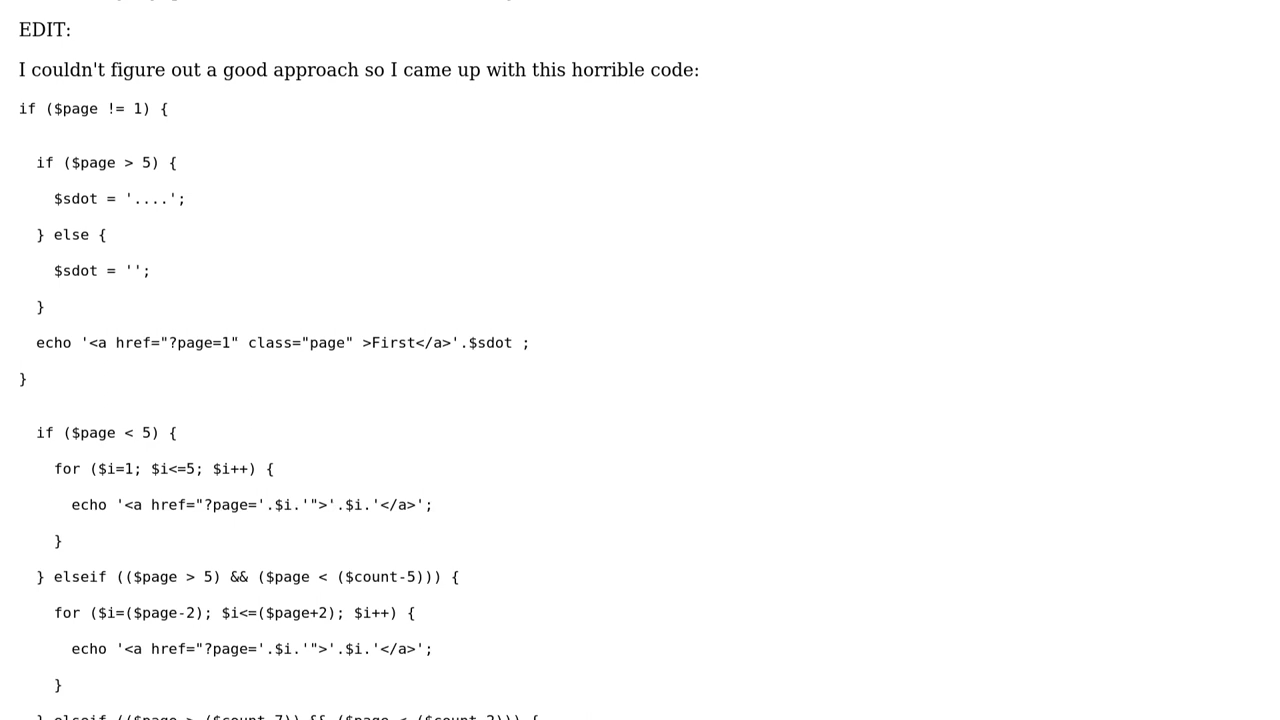 EDIT:
I couldn't figure out a good approach so I came up with this horrible code:
if ($page != 1) {
if ($page > 5) {
$sdot = '....';
} else {
$sdot = '';
}
echo '<a href="?page=1" class="page" >First</a>'.$sdot ;
}
if ($page < 5) {
for ($i=1; $i<=5; $i++) {
echo '<a href="?page='.$i.'">'.$i.'</a>';
}
} elseif (($page > 5) && ($page < ($count-5))) {
for ($i=($page-2); $i<=($page+2); $i++) {
echo '<a href="?page='.$i.'">'.$i.'</a>';
}